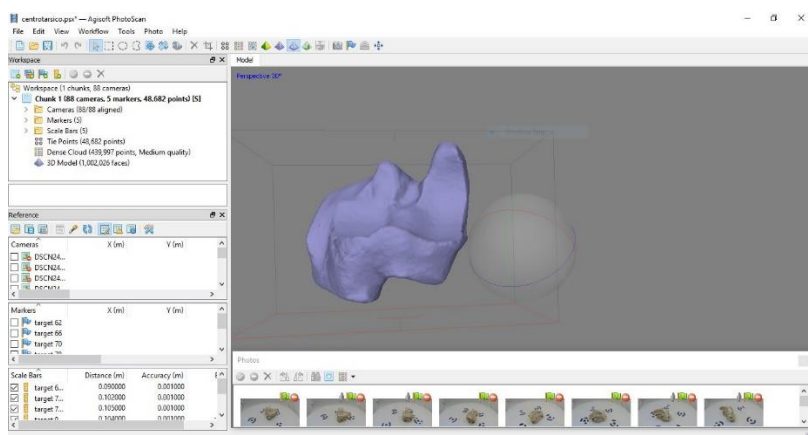 centrotarsico.psx* — Agisoft PhotoScan
File Edit View Workflow Tools Photo Help
Workspace
Model
Workspace (1 chunks, 88 cameras)
Chunk 1 (88 cameras, 5 markers, 48,682 points) [S]
Cameras (88/88 aligned)
Markers (5)
Scale Bars (5)
Tie Points (48,682 points)
Dense Cloud (439,997 points, Medium quality)
3D Model (1,002,026 faces)
Perspective 30°
Reference
Cameras X (m) Y (m)
DSCN24...
DSCN24...
DSCN24...
Markers X (m) Y (m)
target 62
target 66
target 70
Scale Bars Distance (m) Accuracy (m)
target 6... 0.090000 0.001000
target 7... 0.102000 0.001000
target 7... 0.105000 0.001000
0.104000 0.001000
Photos